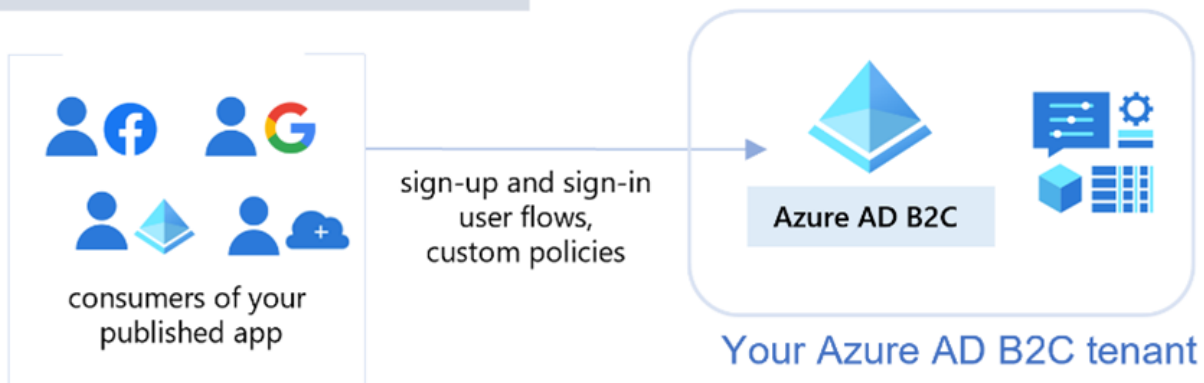 sign-up and sign-in
user flows,
custom policies
consumers of your
published app
Azure AD B2C
Your Azure AD B2C tenant